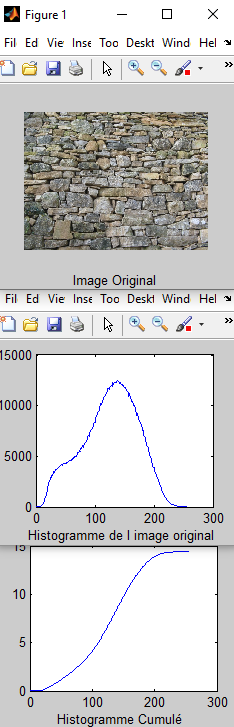 Figure 1
Fil Ed Vie Inse Too Deskt Wind Hel
Image Original
Fil Ed Vie Inse Too Deskt Wind Hel
15000
10000
5000
0
0 100 200 300
Histogramme de l image original
15
10
5
0
0 100 200 300
Histogramme Cumulé